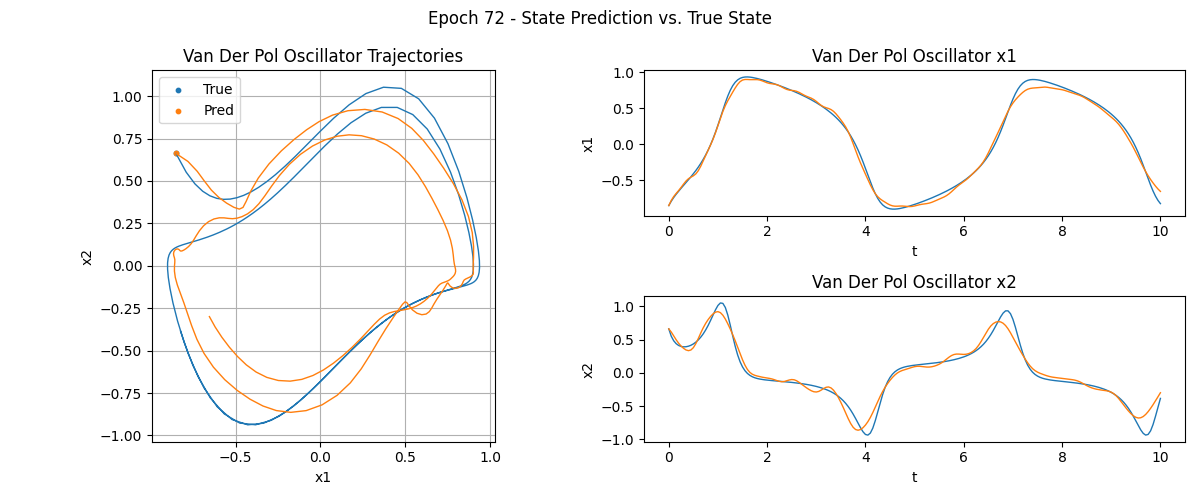 Epoch 72 - State Prediction vs. True State
Van Der Pol Oscillator Trajectories
True
Pred
1.00
0.75
0.50
0.25
0.00
−0.25
−0.50
−0.75
−1.00
x2
−0.5
0.0
0.5
1.0
x1
Van Der Pol Oscillator x1
1.0
0.5
0.0
−0.5
x1
0
2
4
6
8
10
t
Van Der Pol Oscillator x2
1.0
0.5
0.0
−0.5
−1.0
x2
0
2
4
6
8
10
t